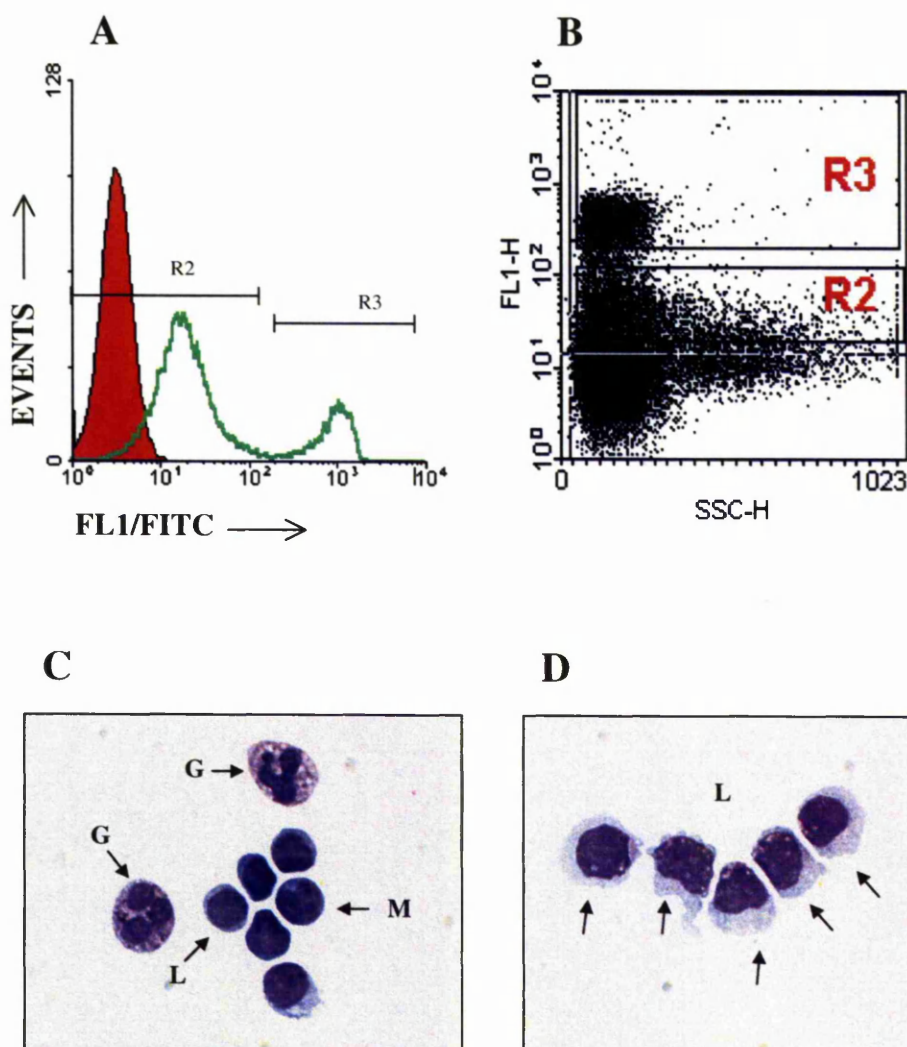 A
128
EVENTS
0
R2
R3
10⁰ 10¹ 10² 10³ 10⁴
FL1/FITC
B
FL1-H
10⁴
10³
10²
10¹
10⁰
R3
R2
0 1023
SSC-H
C
G
G
M
L
D
L